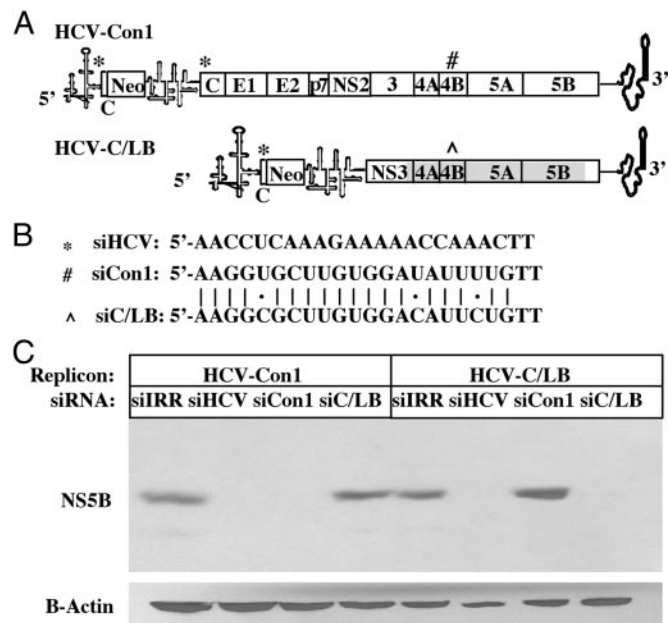 A
HCV-Con1
* * #
5' Neo C E1 E2 p7 NS2 3 4A 4B 5A 5B 3'
C
HCV-C/LB
* ^
5' Neo NS3 4A 4B 5A 5B 3'
C
B
* siHCV: 5'-AACCUCAAAGAAAAACCAAACTT
# siCon1: 5'-AAGGUGCUUGUGGAUAUUUUGTT
^ siC/LB: 5'-AAGGCGCUUGUGGACAUUCUGTT
C
Replicon: HCV-Con1 HCV-C/LB
siRNA: siIRR siHCV siCon1 siC/LB siIRR siHCV siCon1 siC/LB
NS5B
B-Actin